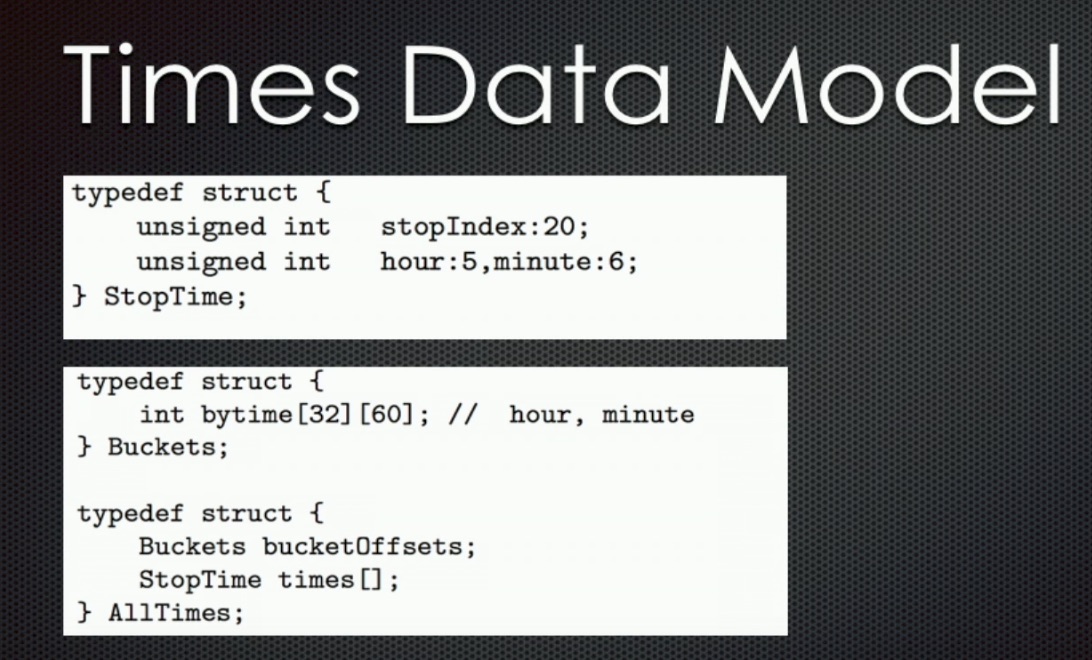 Times Data Model
typedef struct {
    unsigned int   stopIndex:20;
    unsigned int   hour:5,minute:6;
} StopTime;
typedef struct {
    int bytime[32][60]; //  hour, minute
} Buckets;
typedef struct {
    Buckets bucketOffsets;
    StopTime times[];
} AllTimes;